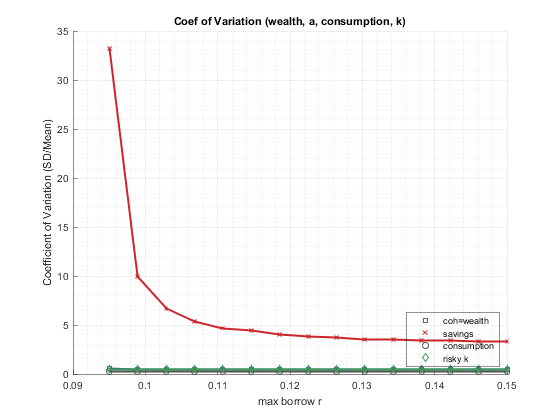 Coef of Variation (wealth, a, consumption, k)
35
30
25
20
15
10
5
0
Coefficient of Variation (SD/Mean)
coh=wealth
savings
consumption
risky k
0.09
0.1
0.11
0.12
0.13
0.14
0.15
max borrow r